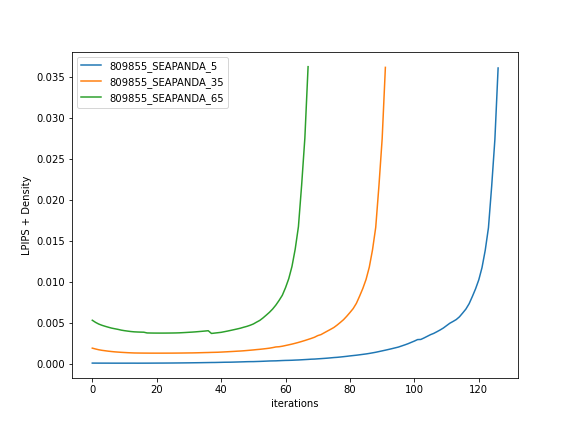 809855_SEAPANDA_5
809855_SEAPANDA_35
809855_SEAPANDA_65
0.035
0.030
0.025
0.020
0.015
0.010
0.005
0.000
LPIPS + Density
0 20 40 60 80 100 120
iterations